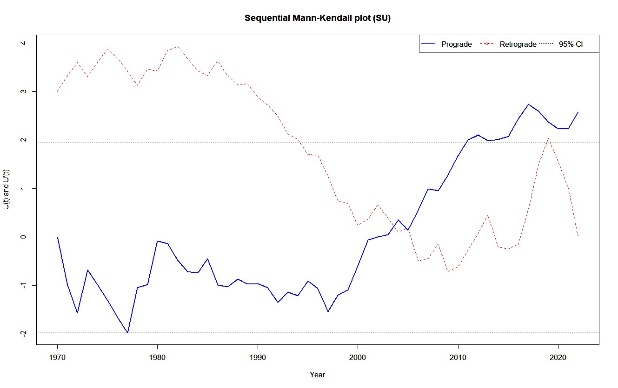 Sequential Mann-Kendall plot (SU)
Prograde Retrograde 95% CI
4
3
2
1
0
-1
-2
U(t) and U'(t)
1970 1980 1990 2000 2010 2020
Year